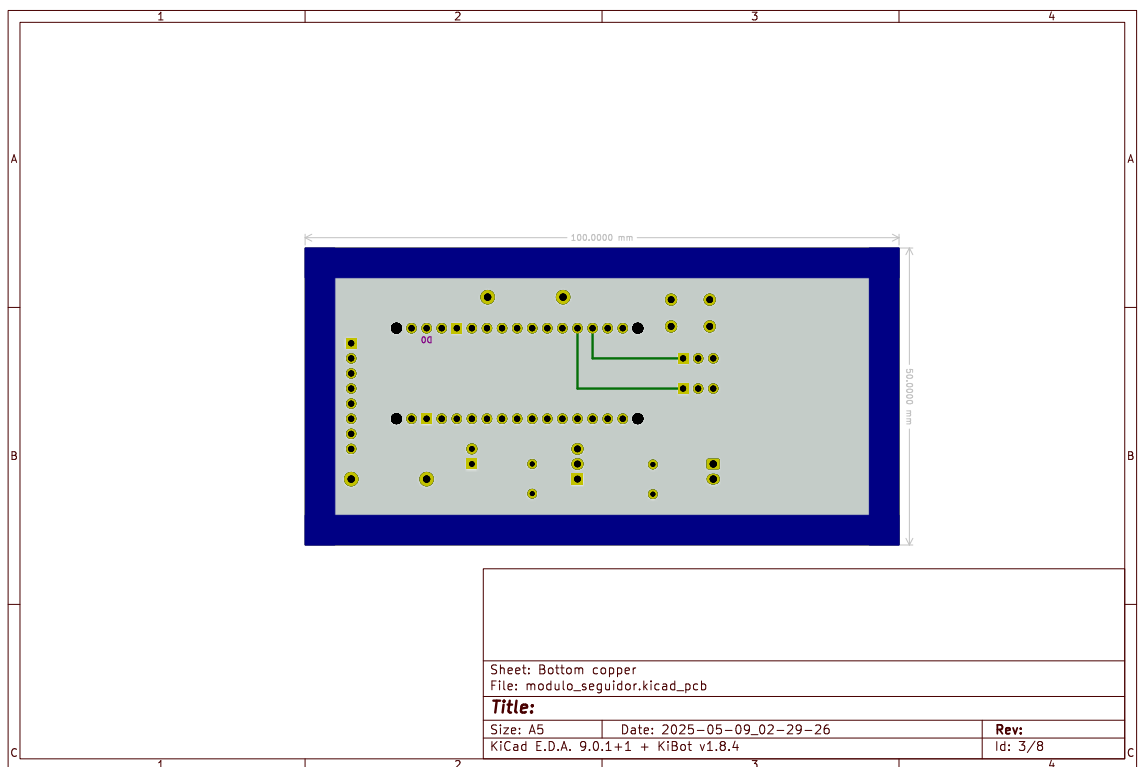 1 2 3 4
A A
100.0000 mm
OG
50.0000 mm
B B
Sheet: Bottom copper
File: modulo_seguidor.kicad_pcb
Title:
Size: A5 Date: 2025-05-09_02-29-26 Rev:
KiCad E.D.A. 9.0.1+1 + KiBot v1.8.4 Id: 3/8
C C
1 2 3 4